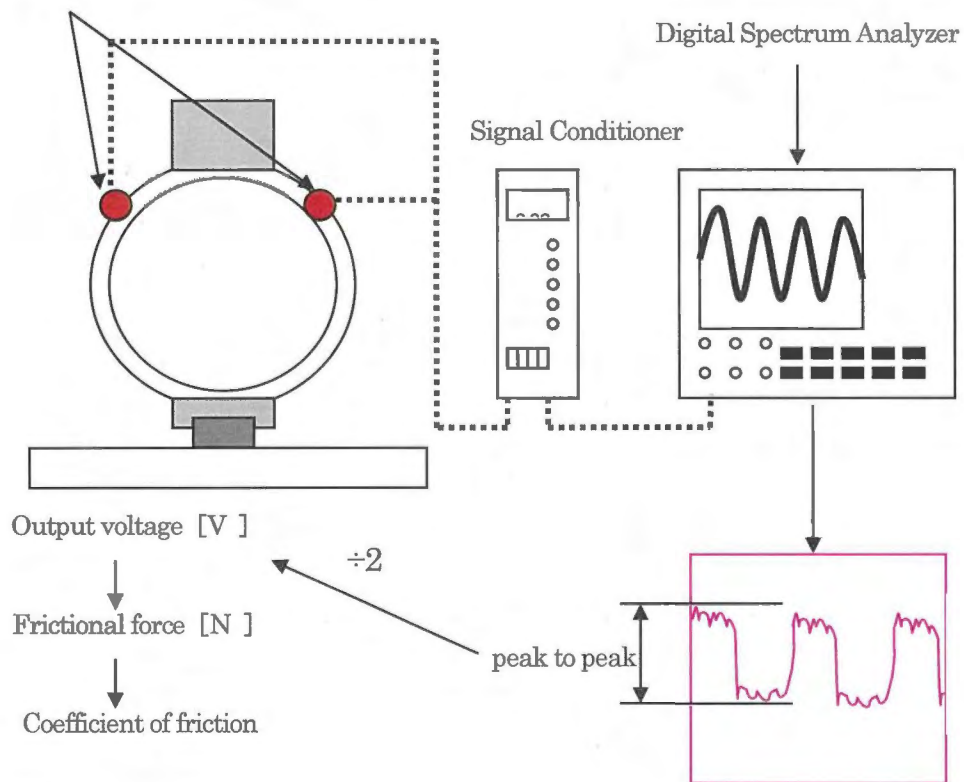 Digital Spectrum Analyzer
Signal Conditioner
Output voltage [V ]
÷2
Frictional force [N ]
peak to peak
Coefficient of friction